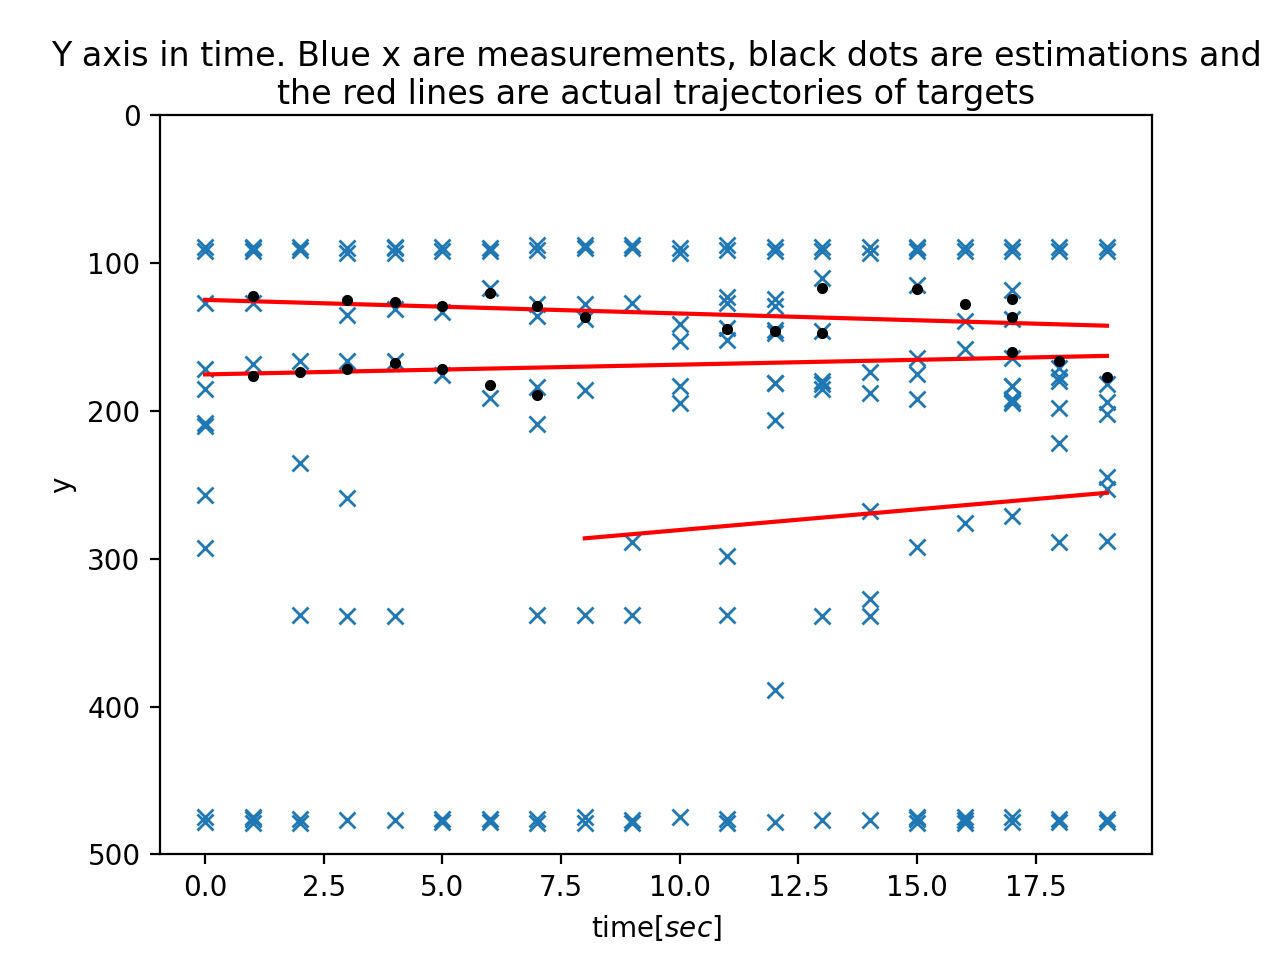 Y axis in time. Blue x are measurements, black dots are estimations and
the red lines are actual trajectories of targets
0
100
200
300
400
500
y
0.0 2.5 5.0 7.5 10.0 12.5 15.0 17.5
time[sec]